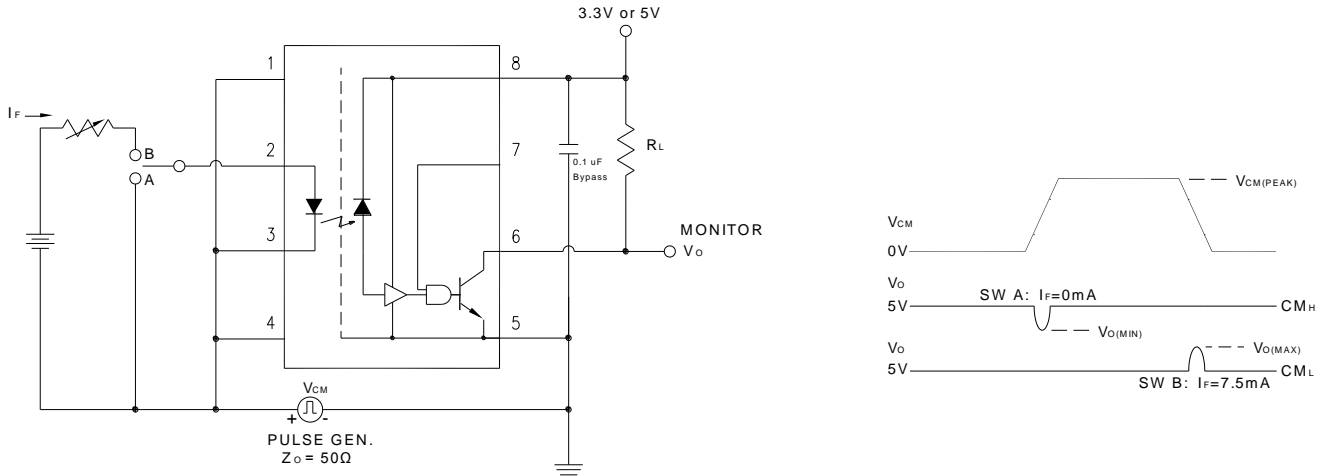 3.3V or 5V
1
8
IF
B
A
2
7
0.1 uF
Bypass
RL
3
6
MONITOR
VO
4
5
VCM
+
-
PULSE GEN.
ZO = 50Ω
VCM(PEAK)
VCM
0V
VO
5V
SW A: IF=0mA
CMH
VO(MIN)
VO
5V
VO(MAX)
CML
SW B: IF=7.5mA